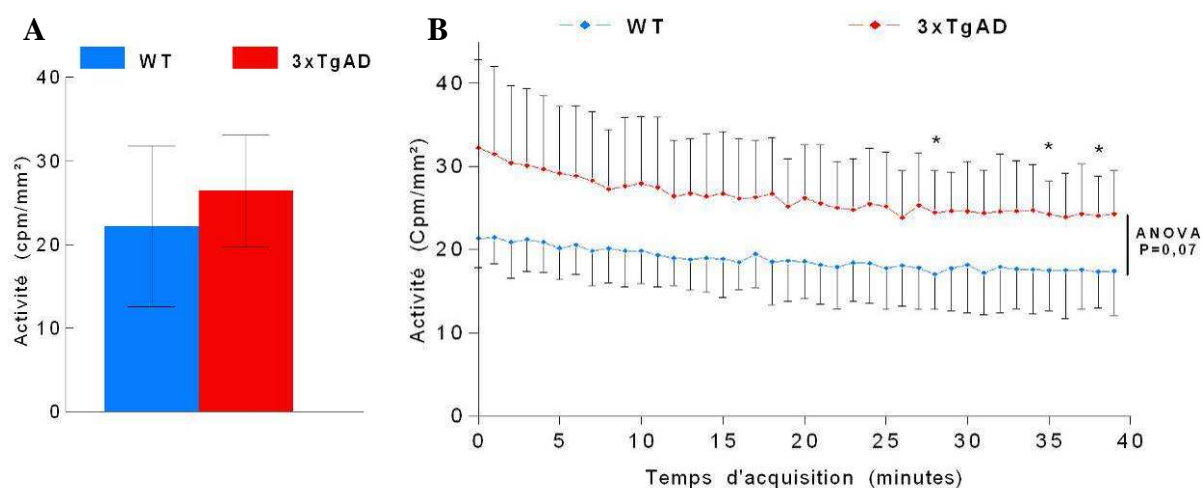 A
WT 3xTgAD
Activité (cpm/mm²)
40
30
20
10
0
B
WT 3xTgAD
Activité (Cpm/mm²)
40
30
20
10
0
* * *
ANOVA
P=0,07
0 5 10 15 20 25 30 35 40
Temps d'acquisition (minutes)